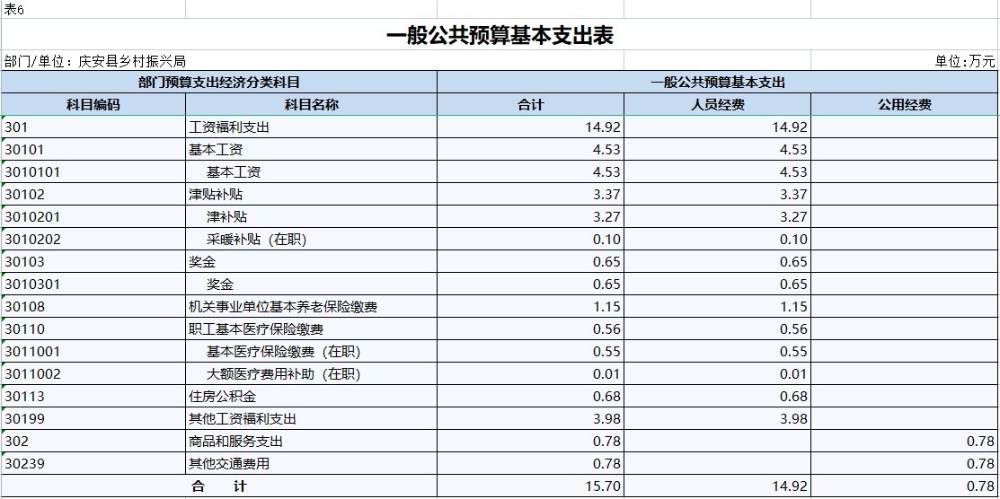 表6
一般公共预算基本支出表
部门/单位：庆安县乡村振兴局 单位:万元
部门预算支出经济分类科目 一般公共预算基本支出
科目编码 科目名称 合计 人员经费 公用经费
301 工资福利支出 14.92 14.92
30101 基本工资 4.53 4.53
3010101 基本工资 4.53 4.53
30102 津贴补贴 3.37 3.37
3010201 津补贴 3.27 3.27
3010202 采暖补贴（在职） 0.10 0.10
30103 奖金 0.65 0.65
3010301 奖金 0.65 0.65
30108 机关事业单位基本养老保险缴费 1.15 1.15
30110 职工基本医疗保险缴费 0.56 0.56
3011001 基本医疗保险缴费（在职） 0.55 0.55
3011002 大额医疗费用补助（在职） 0.01 0.01
30113 住房公积金 0.68 0.68
30199 其他工资福利支出 3.98 3.98
302 商品和服务支出 0.78 0.78
30239 其他交通费用 0.78 0.78
合 计 15.70 14.92 0.78